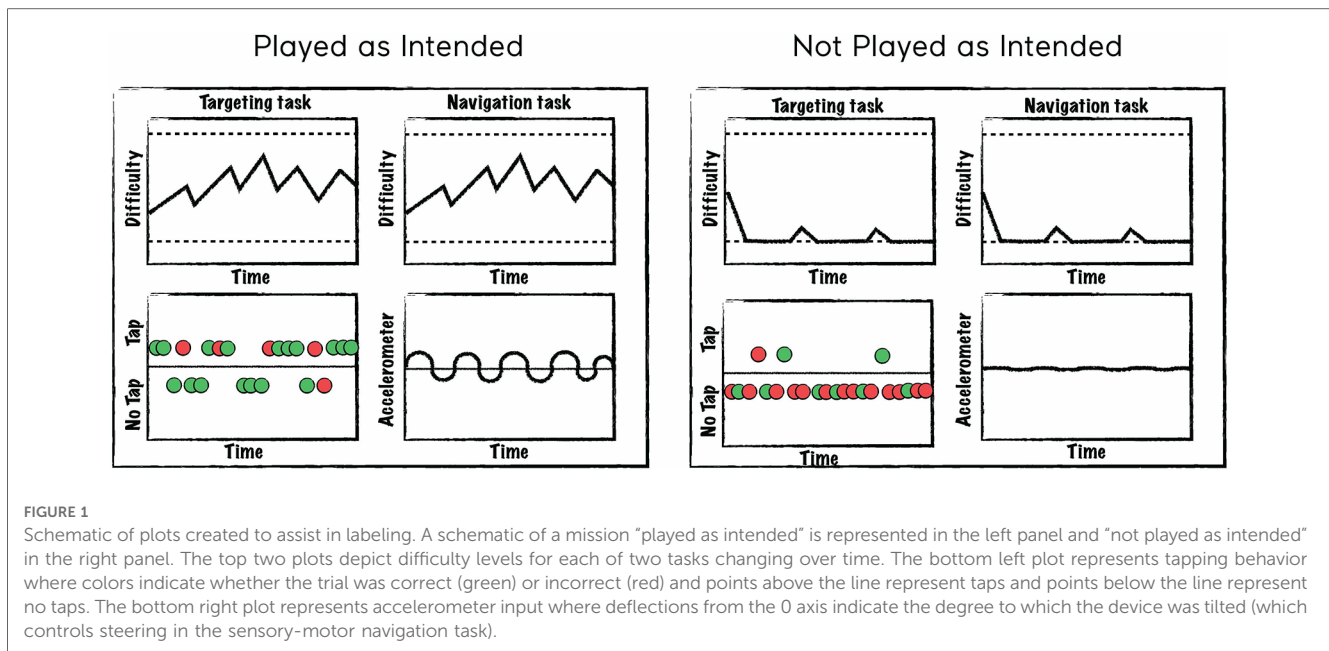 Played as Intended
Not Played as Intended
Targeting task
Navigation task
Difficulty
Time
Difficulty
Time
Tap
No Tap
Time
Accelerometer
Time
Targeting task
Navigation task
Difficulty
Time
Difficulty
Time
Tap
No Tap
Time
Accelerometer
Time
FIGURE 1
Schematic of plots created to assist in labeling. A schematic of a mission “played as intended” is represented in the left panel and “not played as intended”
in the right panel. The top two plots depict difficulty levels for each of two tasks changing over time. The bottom left plot represents tapping behavior
where colors indicate whether the trial was correct (green) or incorrect (red) and points above the line represent taps and points below the line represent
no taps. The bottom right plot represents accelerometer input where deflections from the 0 axis indicate the degree to which the device was tilted (which
controls steering in the sensory-motor navigation task).